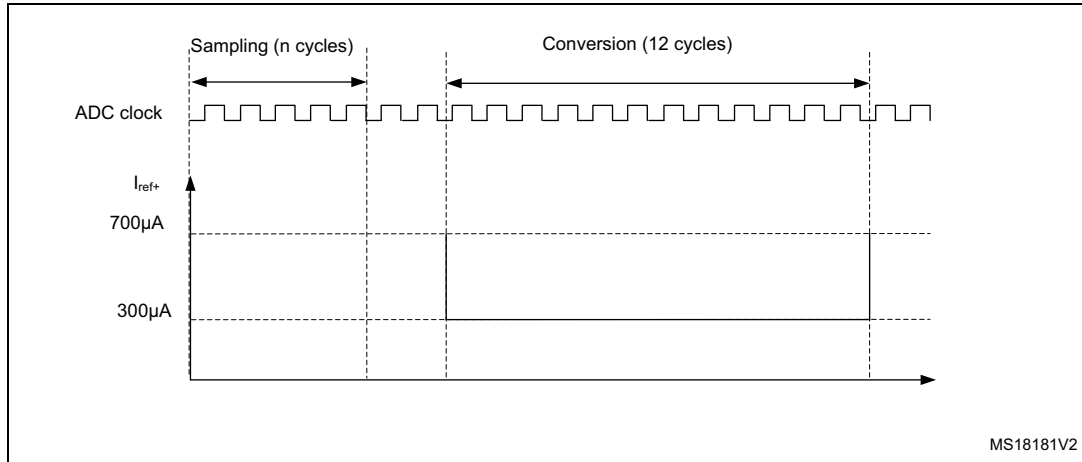 Sampling (n cycles)
Conversion (12 cycles)
ADC clock
Iref+
700µA
300µA
MS18181V2